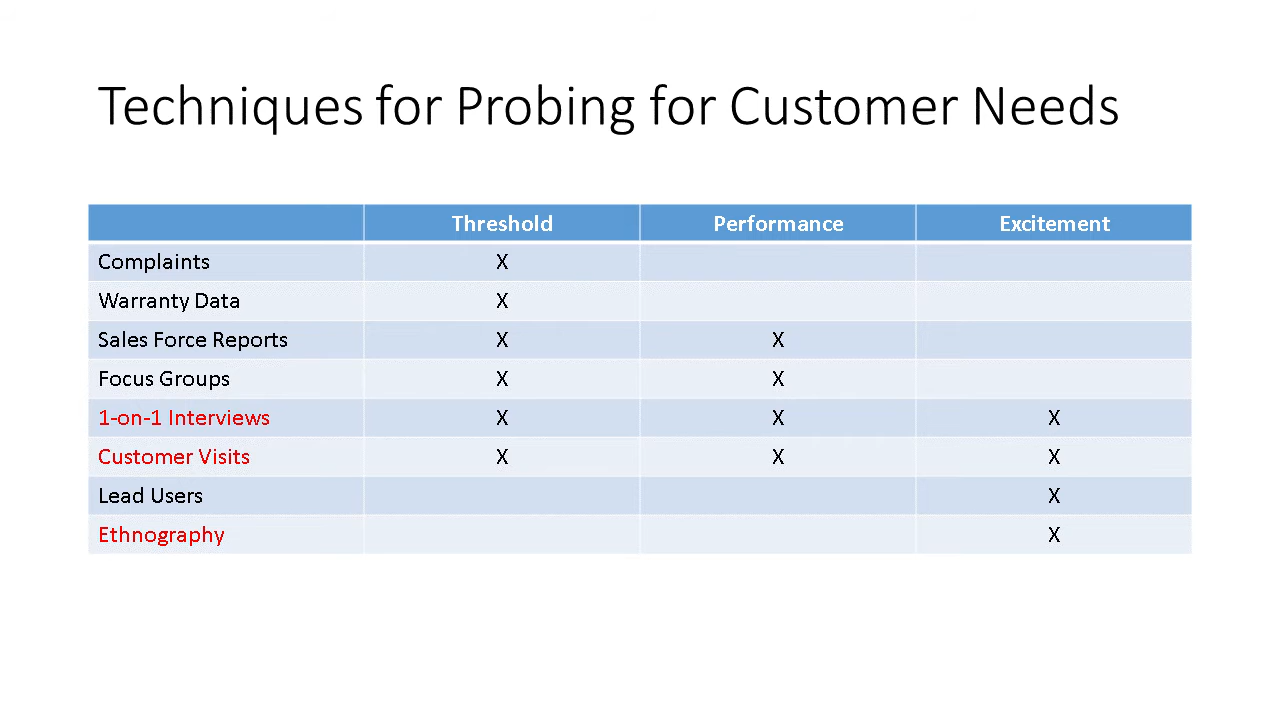 Techniques for Probing for Customer Needs
Threshold Performance Excitement
Complaints X
Warranty Data X
Sales Force Reports X X
Focus Groups X X
1-on-1 Interviews X X X
Customer Visits X X X
Lead Users X
Ethnography X